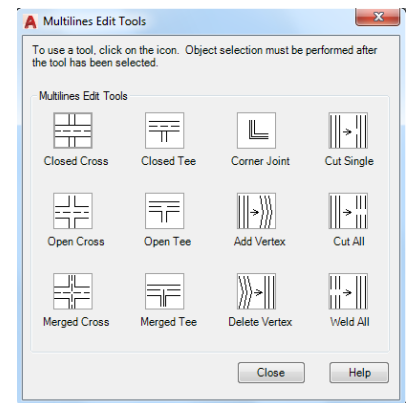 Multilines Edit Tools
To use a tool, click on the icon. Object selection must be performed after
the tool has been selected.
Multilines Edit Tools
Closed Cross Closed Tee Corner Joint Cut Single
Open Cross Open Tee Add Vertex Cut All
Merged Cross Merged Tee Delete Vertex Weld All
Close Help